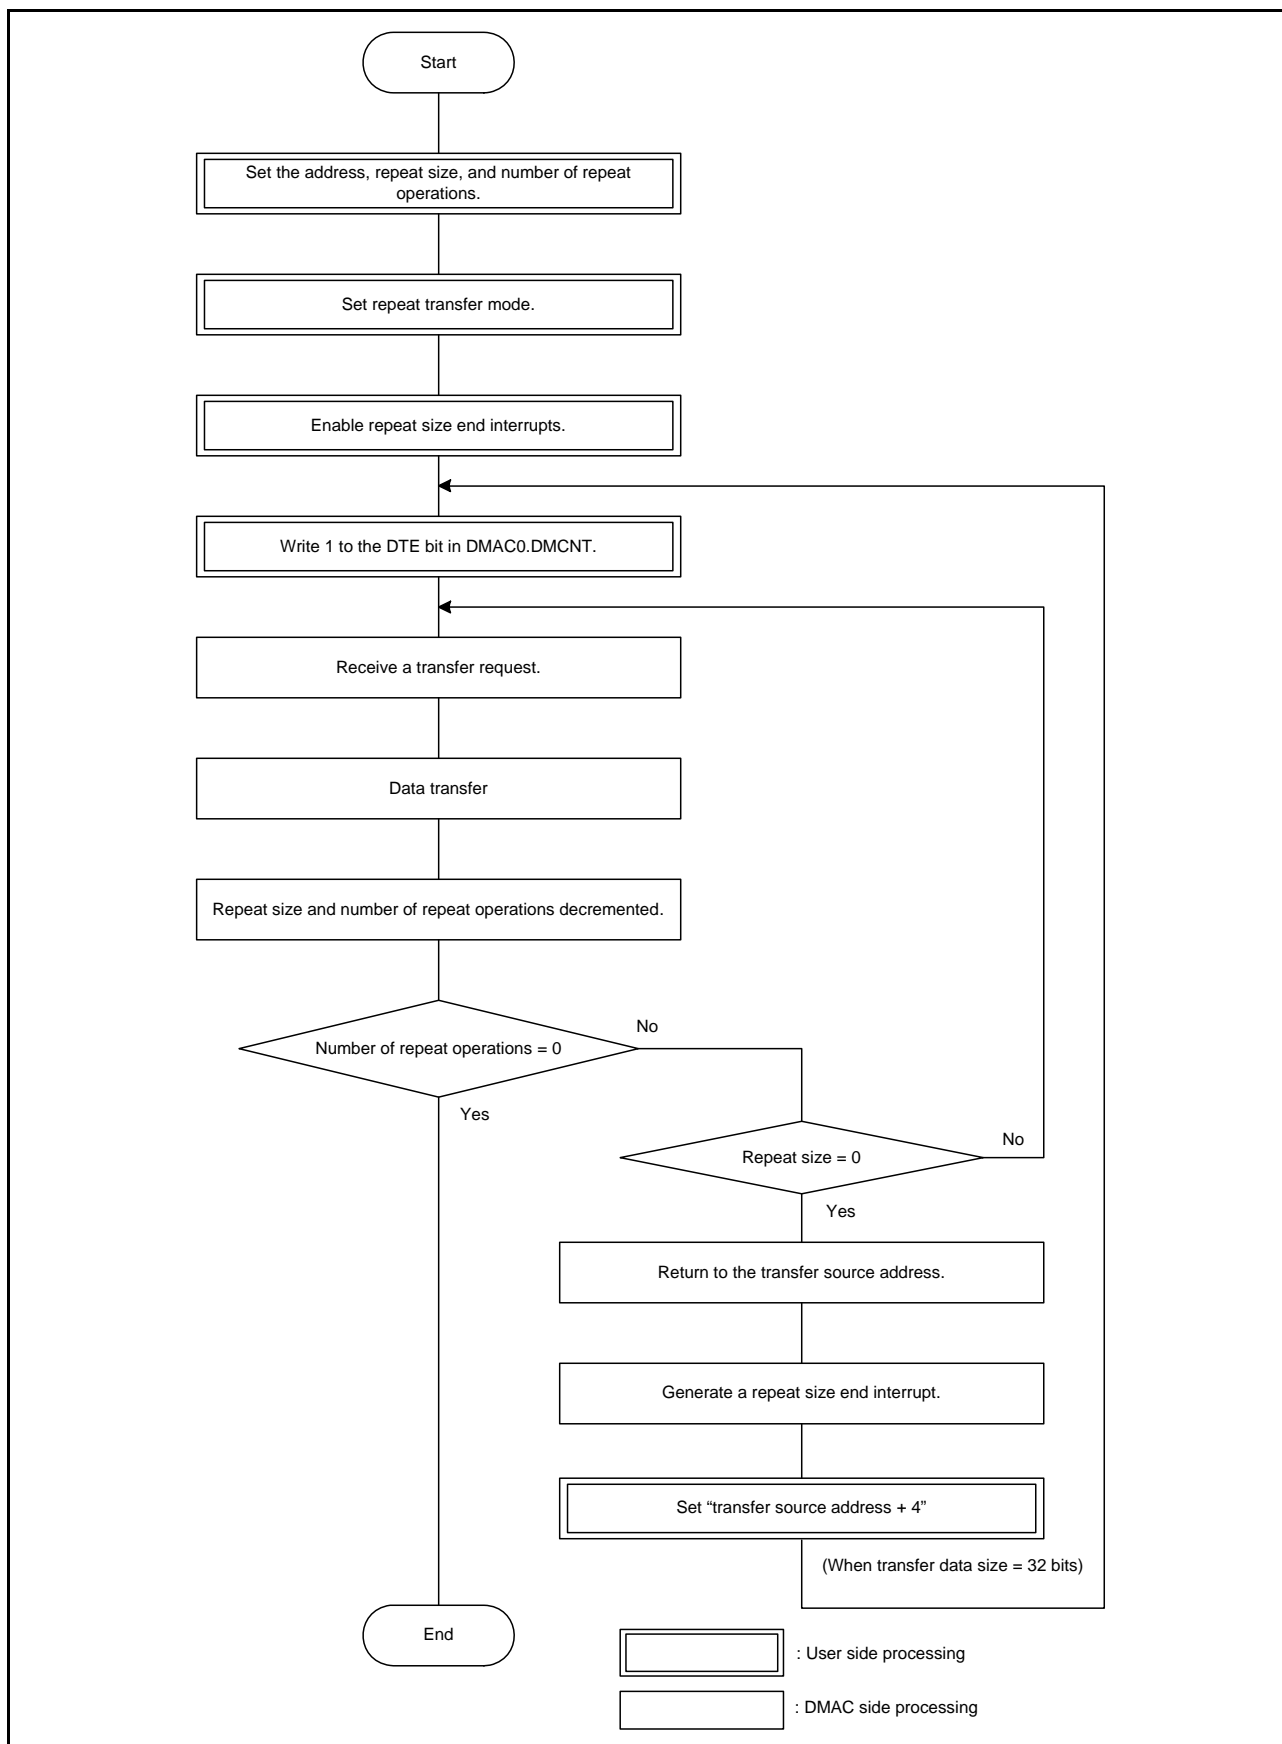 Start
Set the address, repeat size, and number of repeat
operations.
Set repeat transfer mode.
Enable repeat size end interrupts.
Write 1 to the DTE bit in DMAC0.DMCNT.
Receive a transfer request.
Data transfer
Repeat size and number of repeat operations decremented.
No
Number of repeat operations = 0
Yes
No
Repeat size = 0
Yes
Return to the transfer source address.
Generate a repeat size end interrupt.
Set “transfer source address + 4”
(When transfer data size = 32 bits)
End
: User side processing
: DMAC side processing